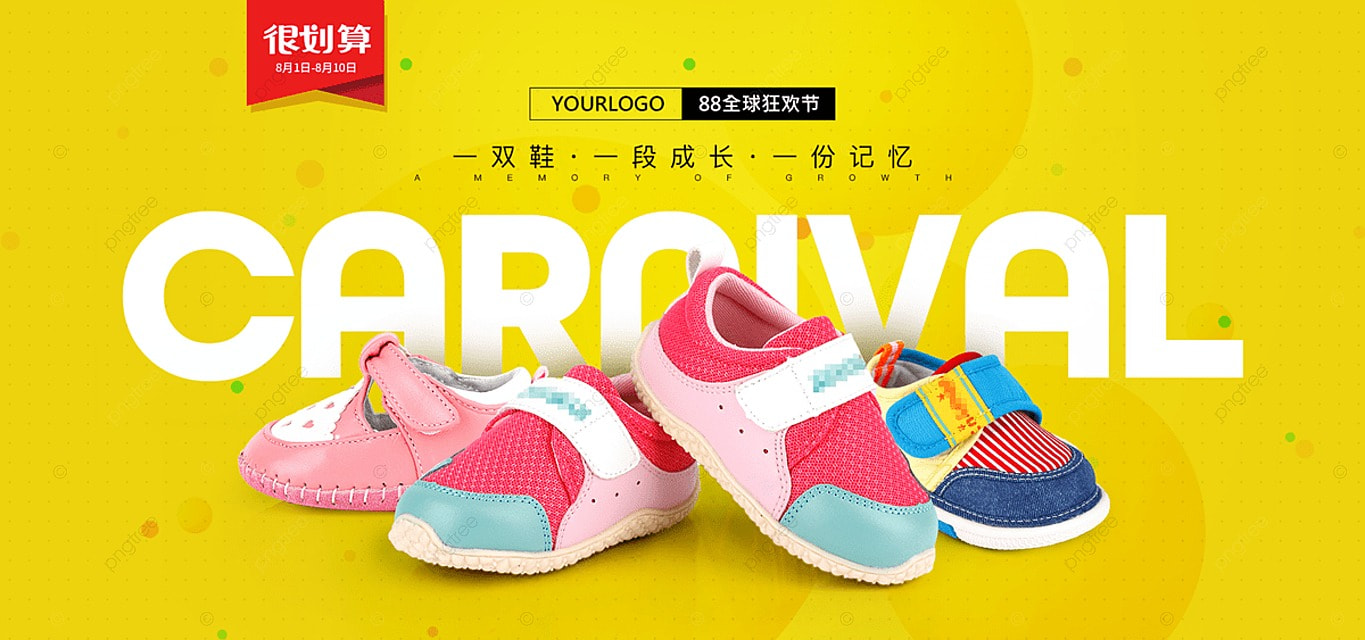 很划算
8月1日-8月10日
YOURLOGO 88全球狂欢节
一双鞋·一段成长·一份记忆
A MEMORY OF GROWTH
CARNIVAL
pngtree